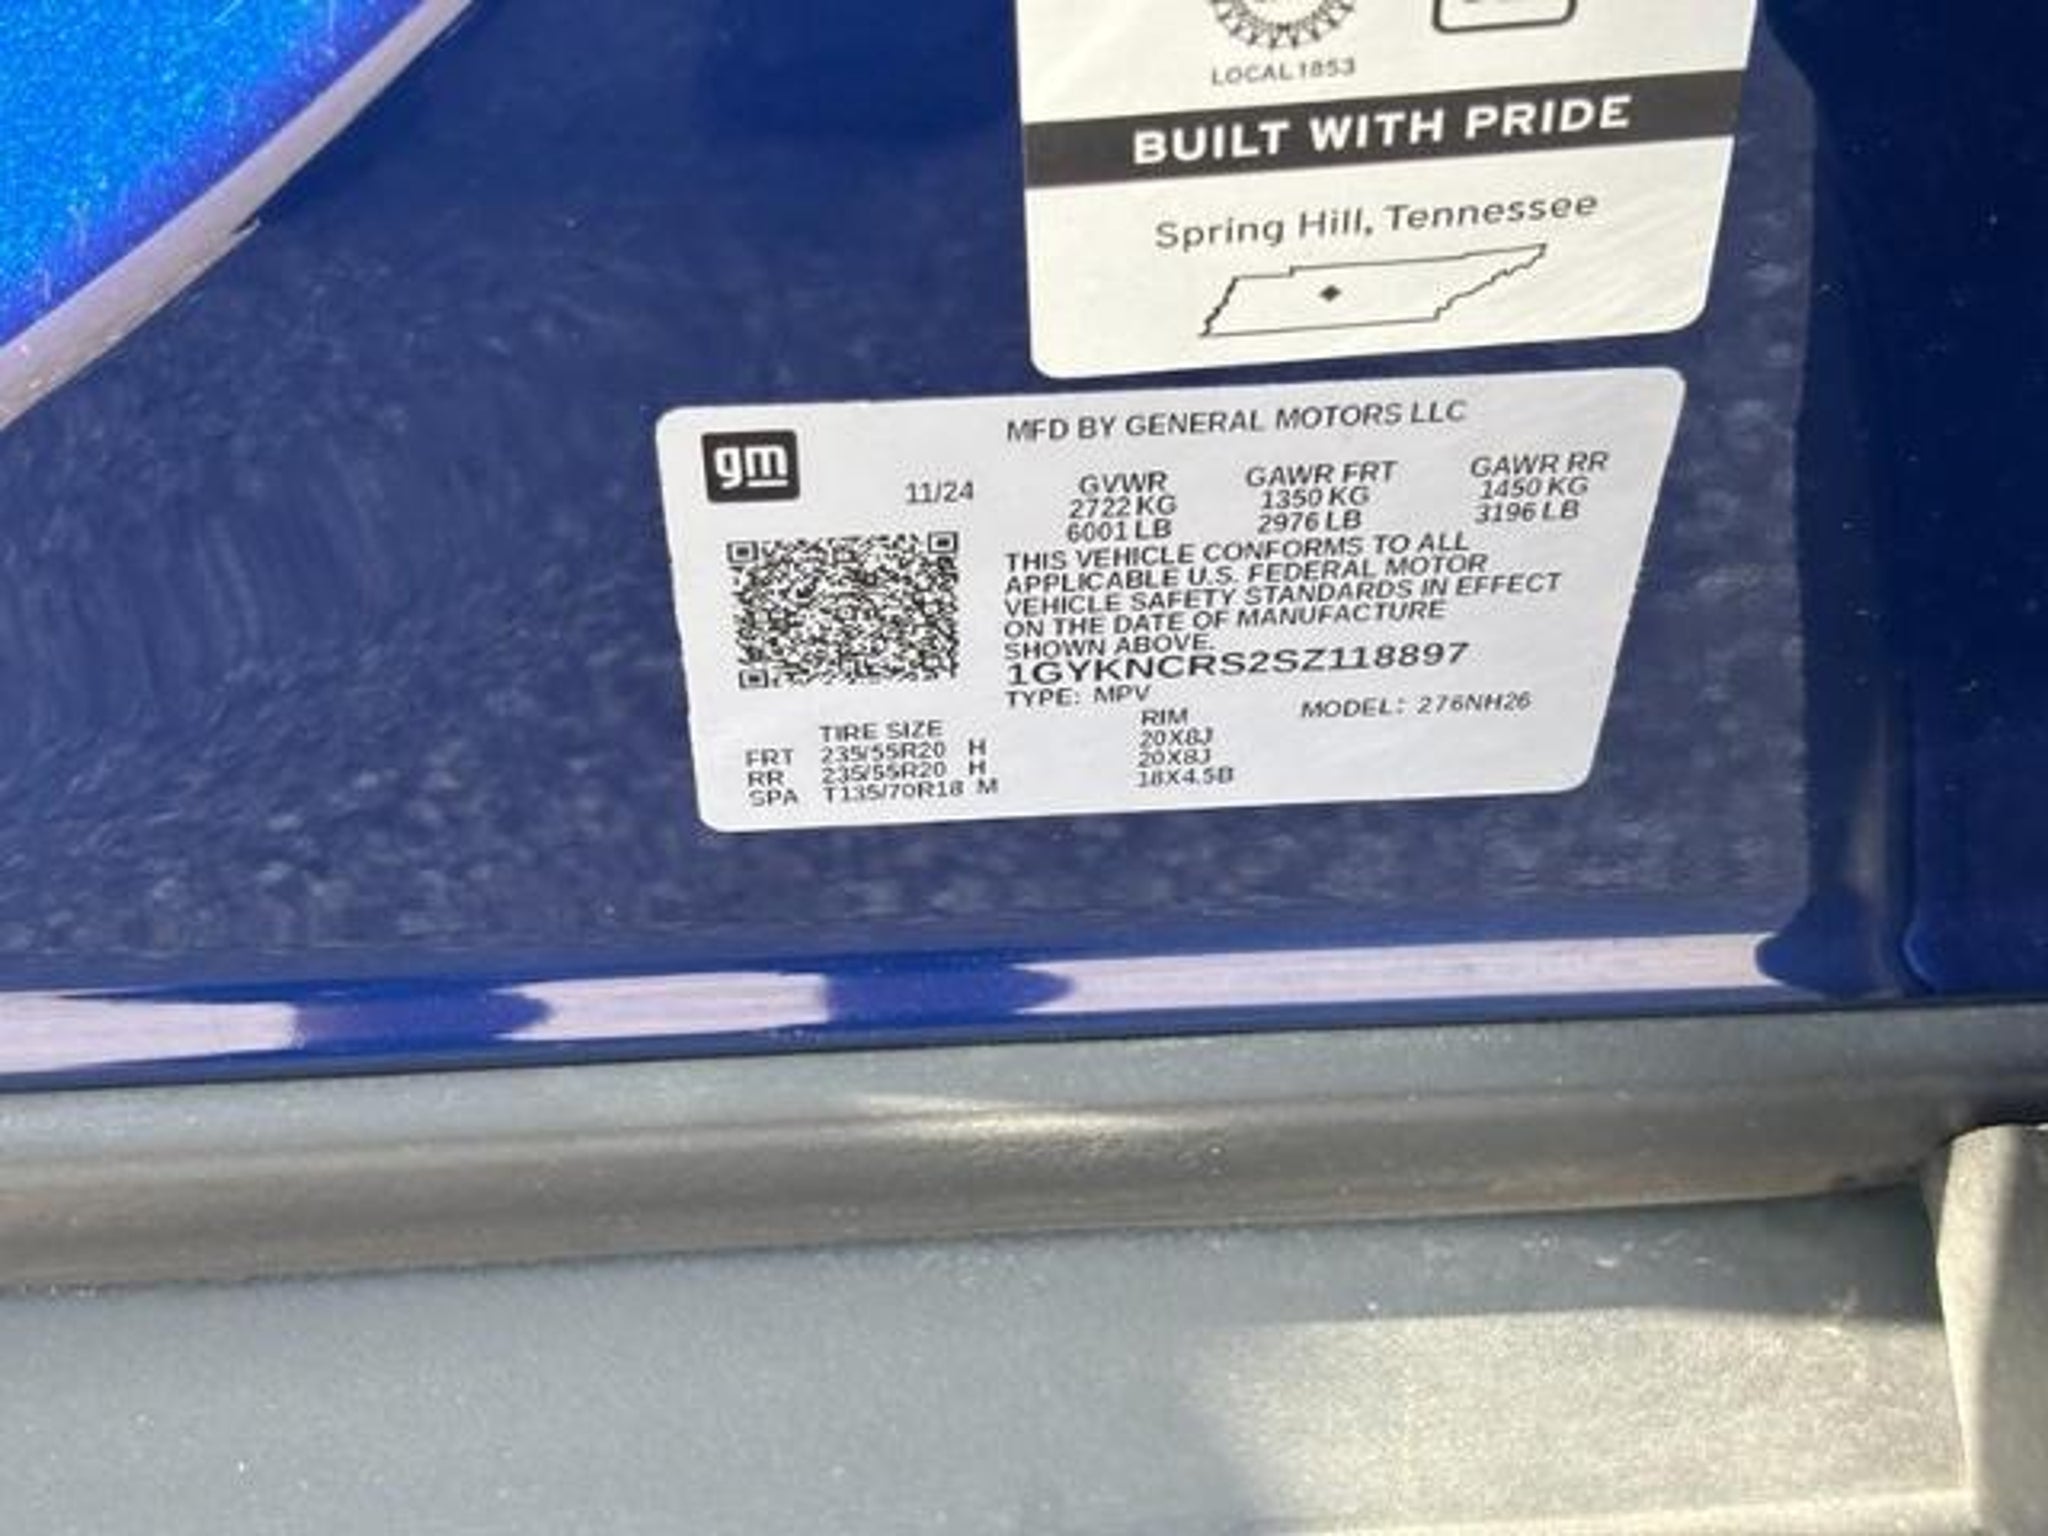 LOCAL 1853
BUILT WITH PRIDE
Spring Hill, Tennessee
gm
MFD BY GENERAL MOTORS LLC
11/24
GVWR GAWR FRT GAWR RR
2722 KG 1350 KG 1450 KG
6001 LB 2976 LB 3196 LB
THIS VEHICLE CONFORMS TO ALL
APPLICABLE U.S. FEDERAL MOTOR
VEHICLE SAFETY STANDARDS IN EFFECT
ON THE DATE OF MANUFACTURE
SHOWN ABOVE.
1GYKNCRS2SZ118897
TYPE: MPV MODEL: 276NH26
TIRE SIZE RIM
FRT 235/55R20 H 20X8J
RR 235/55R20 H 20X8J
SPA T135/70R18 M 18X4.5B